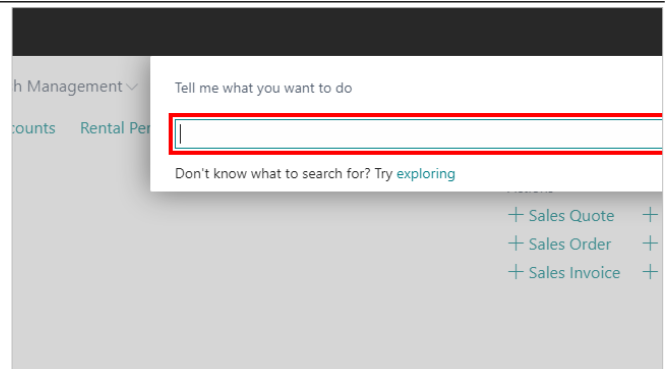 h Management
Tell me what you want to do
counts Rental Per
Don't know what to search for? Try exploring
+ Sales Quote +
+ Sales Order +
+ Sales Invoice +